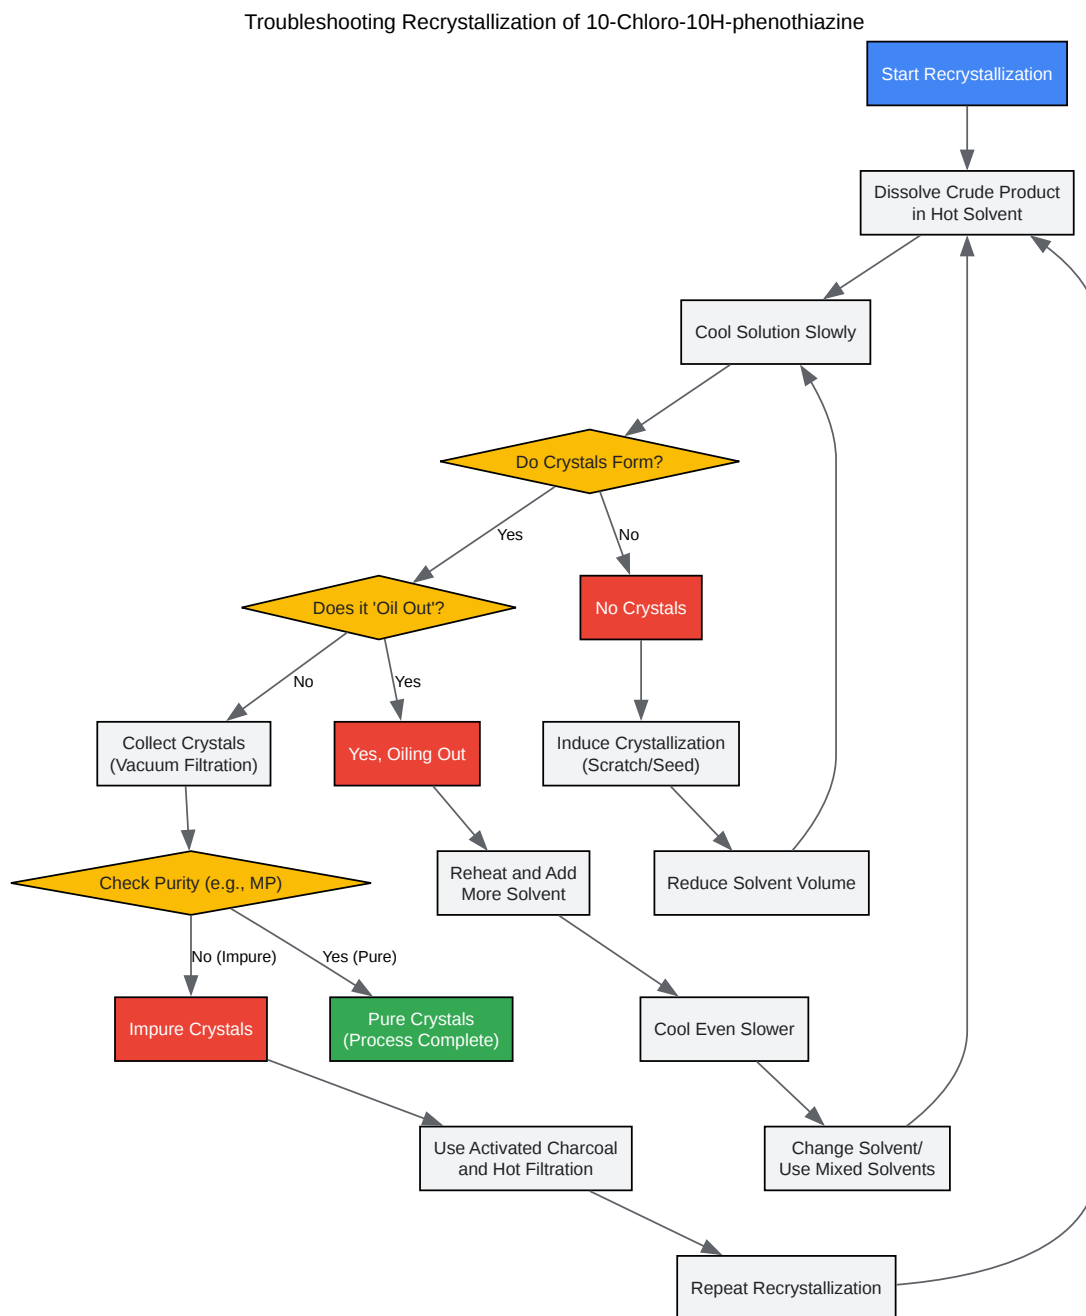 Troubleshooting Recrystallization of 10-Chloro-10H-phenothiazine
Start Recrystallization
Dissolve Crude Product
in Hot Solvent
Cool Solution Slowly
Do Crystals Form?
Yes
No
Does it 'Oil Out'?
No Crystals
No
Yes
Collect Crystals
(Vacuum Filtration)
Yes, Oiling Out
Induce Crystallization
(Scratch/Seed)
Check Purity (e.g., MP)
Reheat and Add
More Solvent
Reduce Solvent Volume
No (Impure)
Yes (Pure)
Impure Crystals
Pure Crystals
(Process Complete)
Cool Even Slower
Use Activated Charcoal
and Hot Filtration
Change Solvent/
Use Mixed Solvents
Repeat Recrystallization